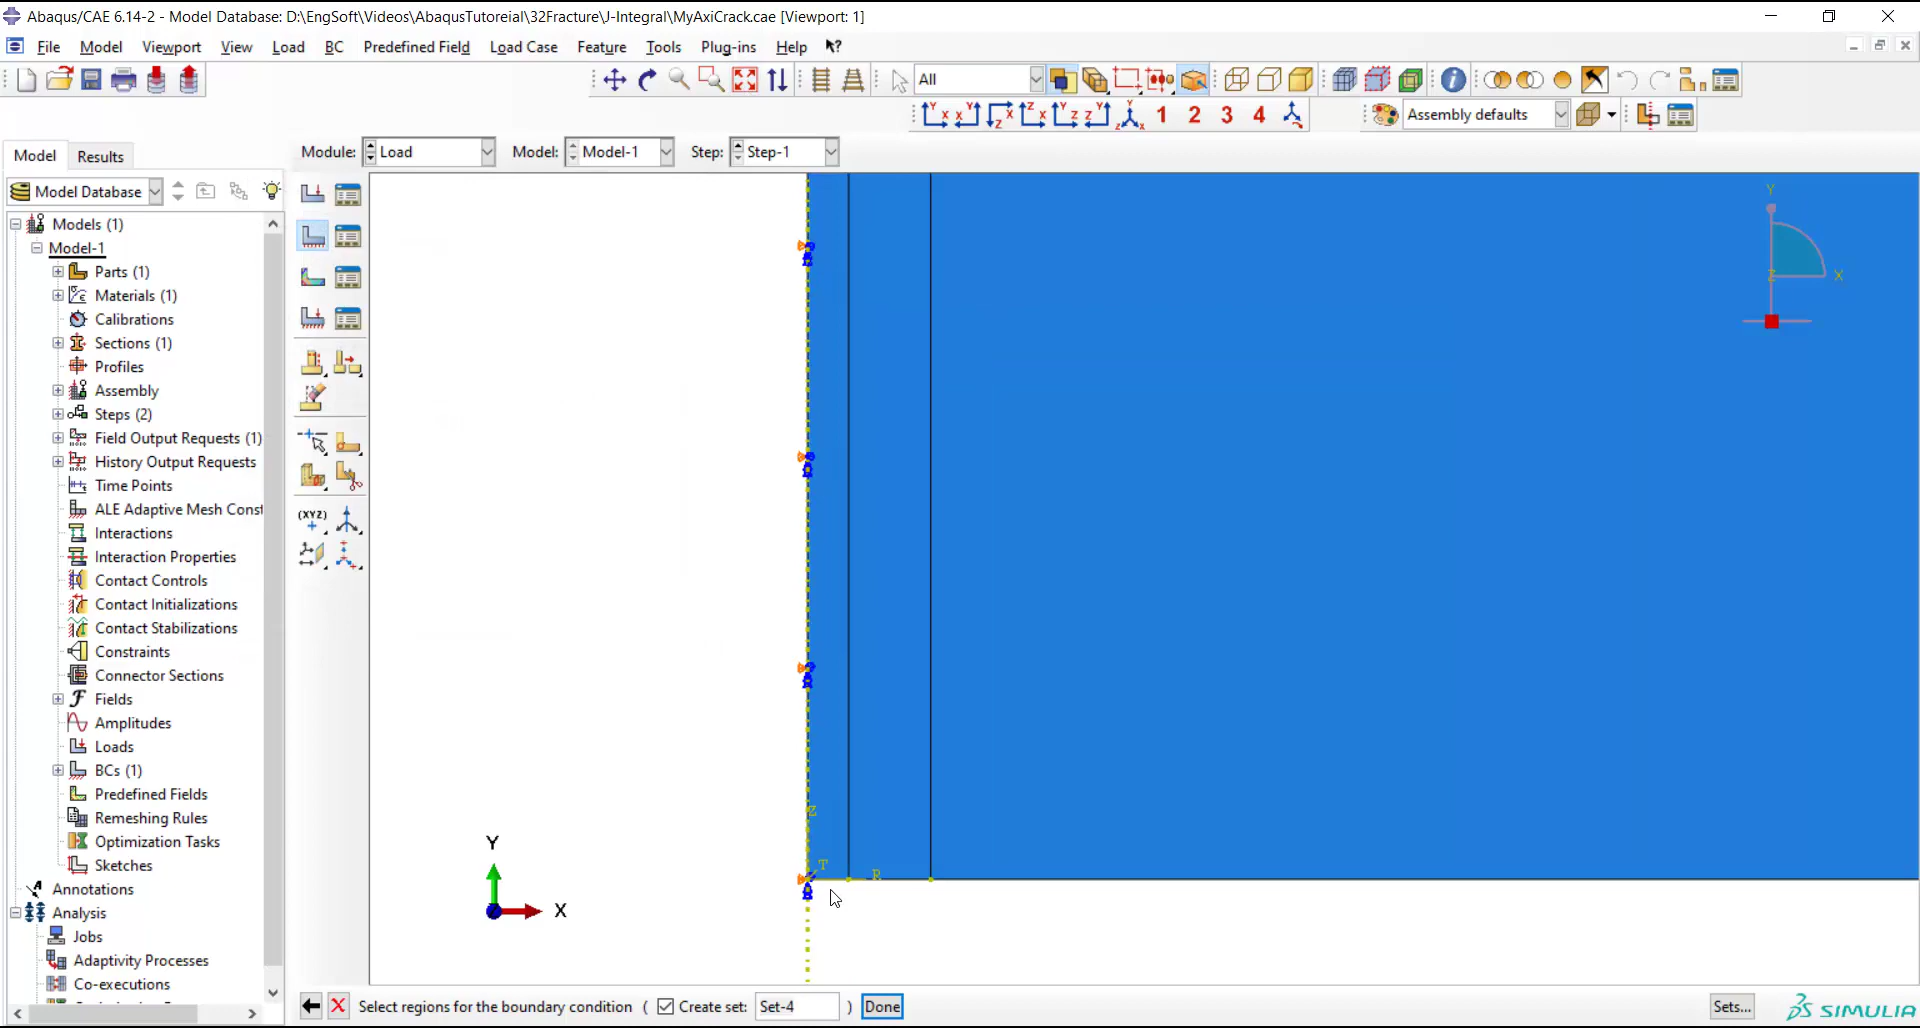 Abaqus/CAE 6.14-2 - Model Database: D:\EngSoft\Videos\AbaqusTutoreial\32Fracture\J-Integral\MyAxiCrack.cae [Viewport: 1]
File Model Viewport View Load BC Predefined Field Load Case Feature Tools Plug-ins Help
All
1 2 3 4 Assembly defaults
Model Results Module: Load Model: Model-1 Step: Step-1
Model Database
Models (1)
Model-1
Parts (1)
Materials (1)
Calibrations
Sections (1)
Profiles
Assembly
Steps (2)
Field Output Requests (1)
History Output Requests
Time Points
ALE Adaptive Mesh Const
Interactions
Interaction Properties
Contact Controls
Contact Initializations
Contact Stabilizations
Constraints
Connector Sections
Fields
Amplitudes
Loads
BCs (1)
Predefined Fields
Remeshing Rules
Optimization Tasks
Sketches
Annotations
Analysis
Jobs
Adaptivity Processes
Co-executions
(XYZ)
Y
X
Z
Z
T
R
Y
X
Select regions for the boundary condition ( Create set: Set-4 ) Done
Sets...
SIMULIA